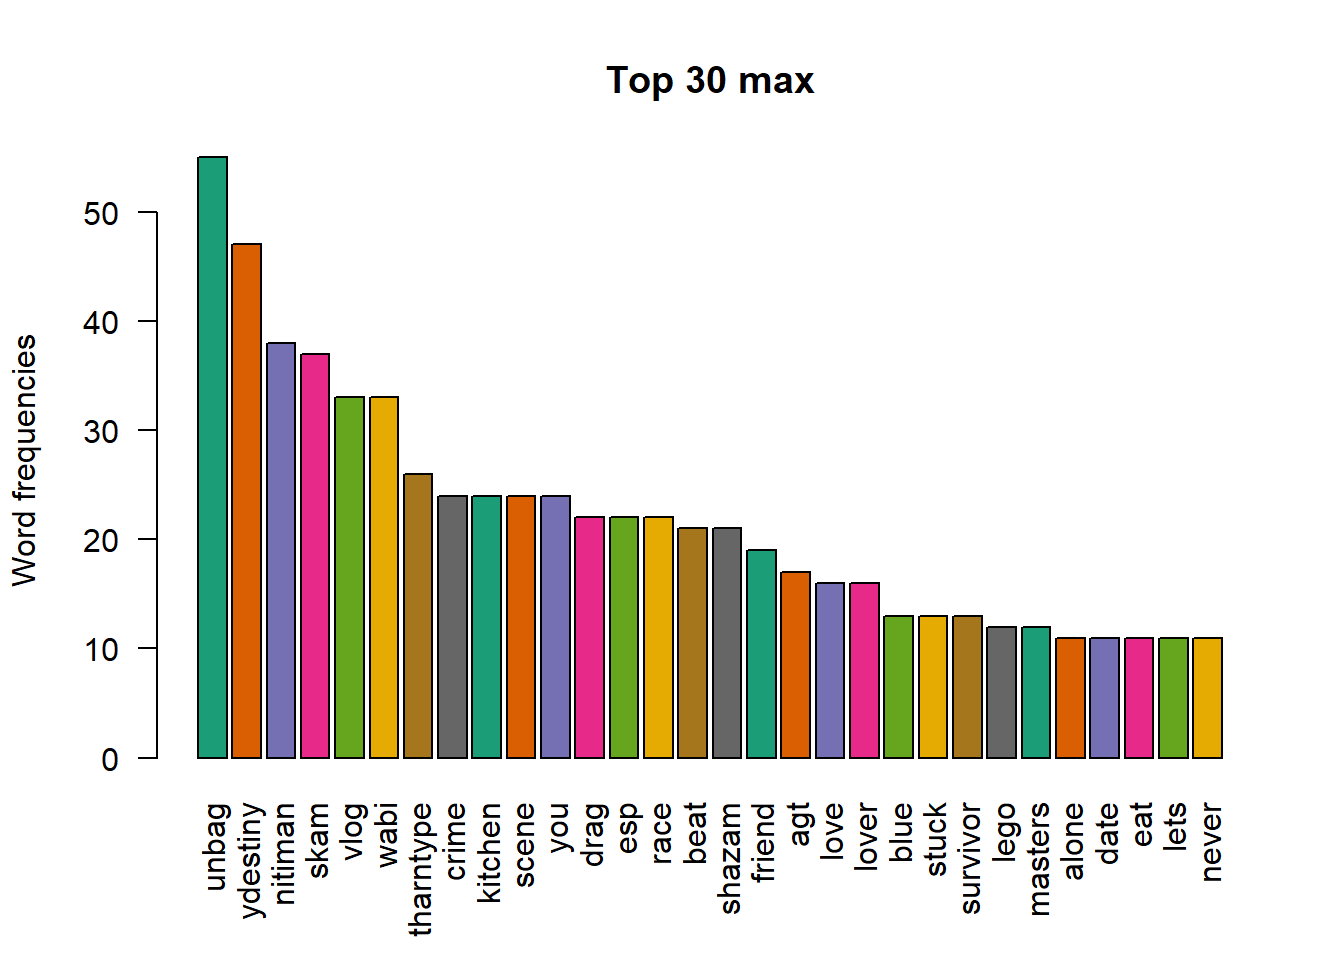 Top 30 max
Word frequencies
50
40
30
20
10
0
unbag
ydestiny
nitiman
skam
vlog
wabi
tharntype
crime
kitchen
scene
you
drag
esp
race
beat
shazam
friend
agt
love
lover
blue
stuck
survivor
lego
masters
alone
date
eat
lets
never